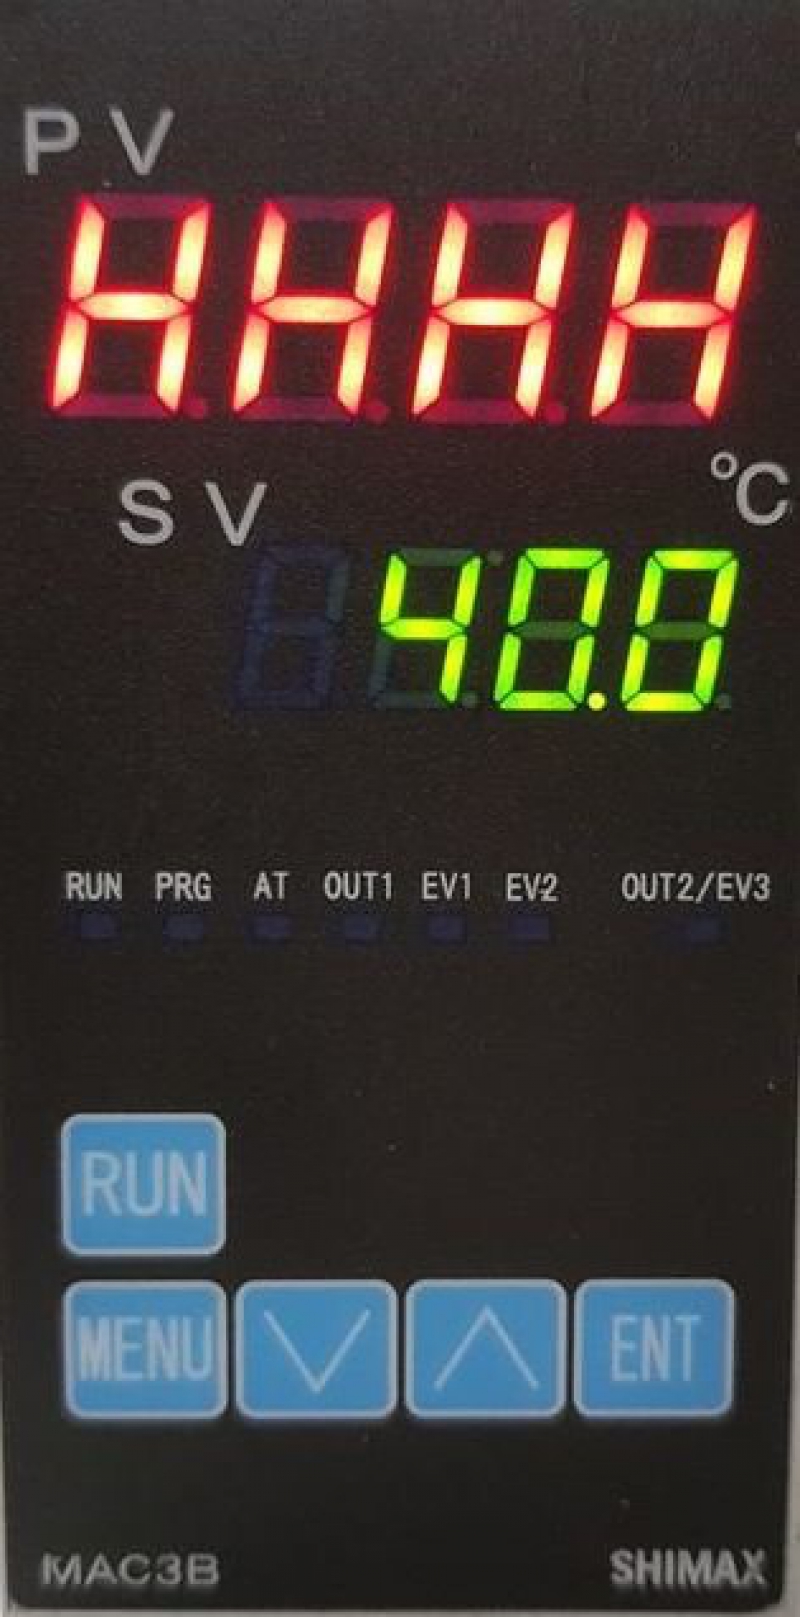 PV
HHHH
℃
SV
40.0
RUN PRG AT OUT1 EV1 EV2 OUT2/EV3
RUN
MENU ENT
MAC3B SHIMAX